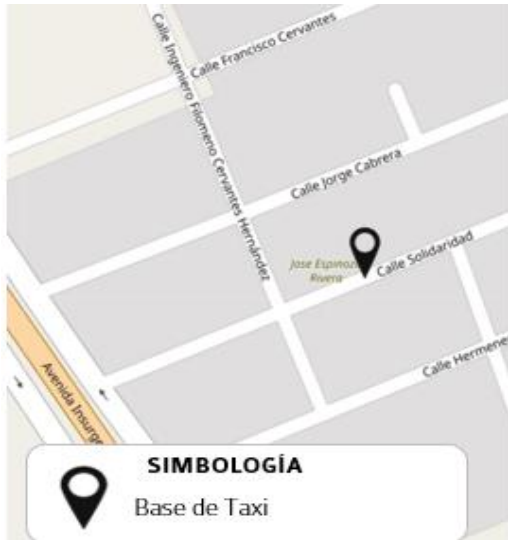 Calle Francisco Cervantes
Calle Ingeniero Filomeno Cervantes Hernández
Calle Jorge Cabrera
Jose Espinoza
Rivera
Calle Solidaridad
Calle Hermene
Avenida Insurge
SIMBOLOGÍA
Base de Taxi